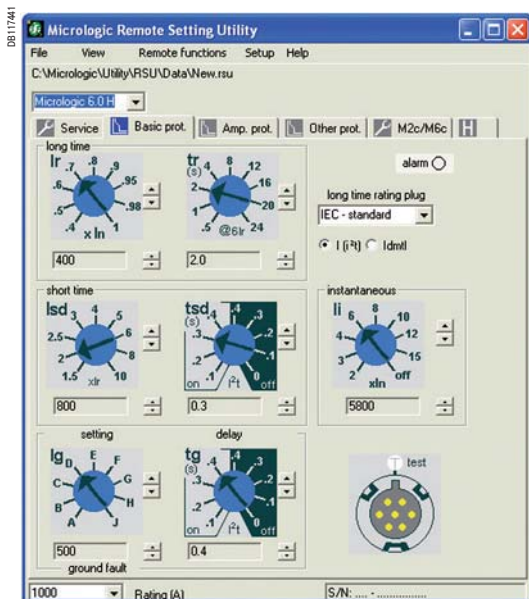 DB117441
Micrologic Remote Setting Utility
File View Remote functions Setup Help
C:\Micrologic\Utility\RSU\Data\New.rsu
Micrologic 6.0 H
Service Basic prot. Amp. prot. Other prot. M2c/M6c H
long time
Ir .4 .5 .6 .7 .8 .9 .95 .98 1 x In
400
tr (s) .5 1 2 4 8 12 16 20 24 @6Ir
2.0
alarm
long time rating plug
IEC - standard
I (i²t) Idmtl
short time
Isd 1.5 2 2.5 3 4 5 6 8 10 xIr
800
tsd (s) .1 .2 .3 .4 .4 .3 .2 .1 0 on I²t off
0.3
instantaneous
Ii 2 3 4 6 8 10 12 15 off xIn
5800
setting
Ig A B C D E F G H J
500
delay
tg (s) .1 .2 .3 .4 .4 .3 .2 .1 0 on I²t off
0.4
ground fault
T test
1000 Rating (A) S/N: .... - ................